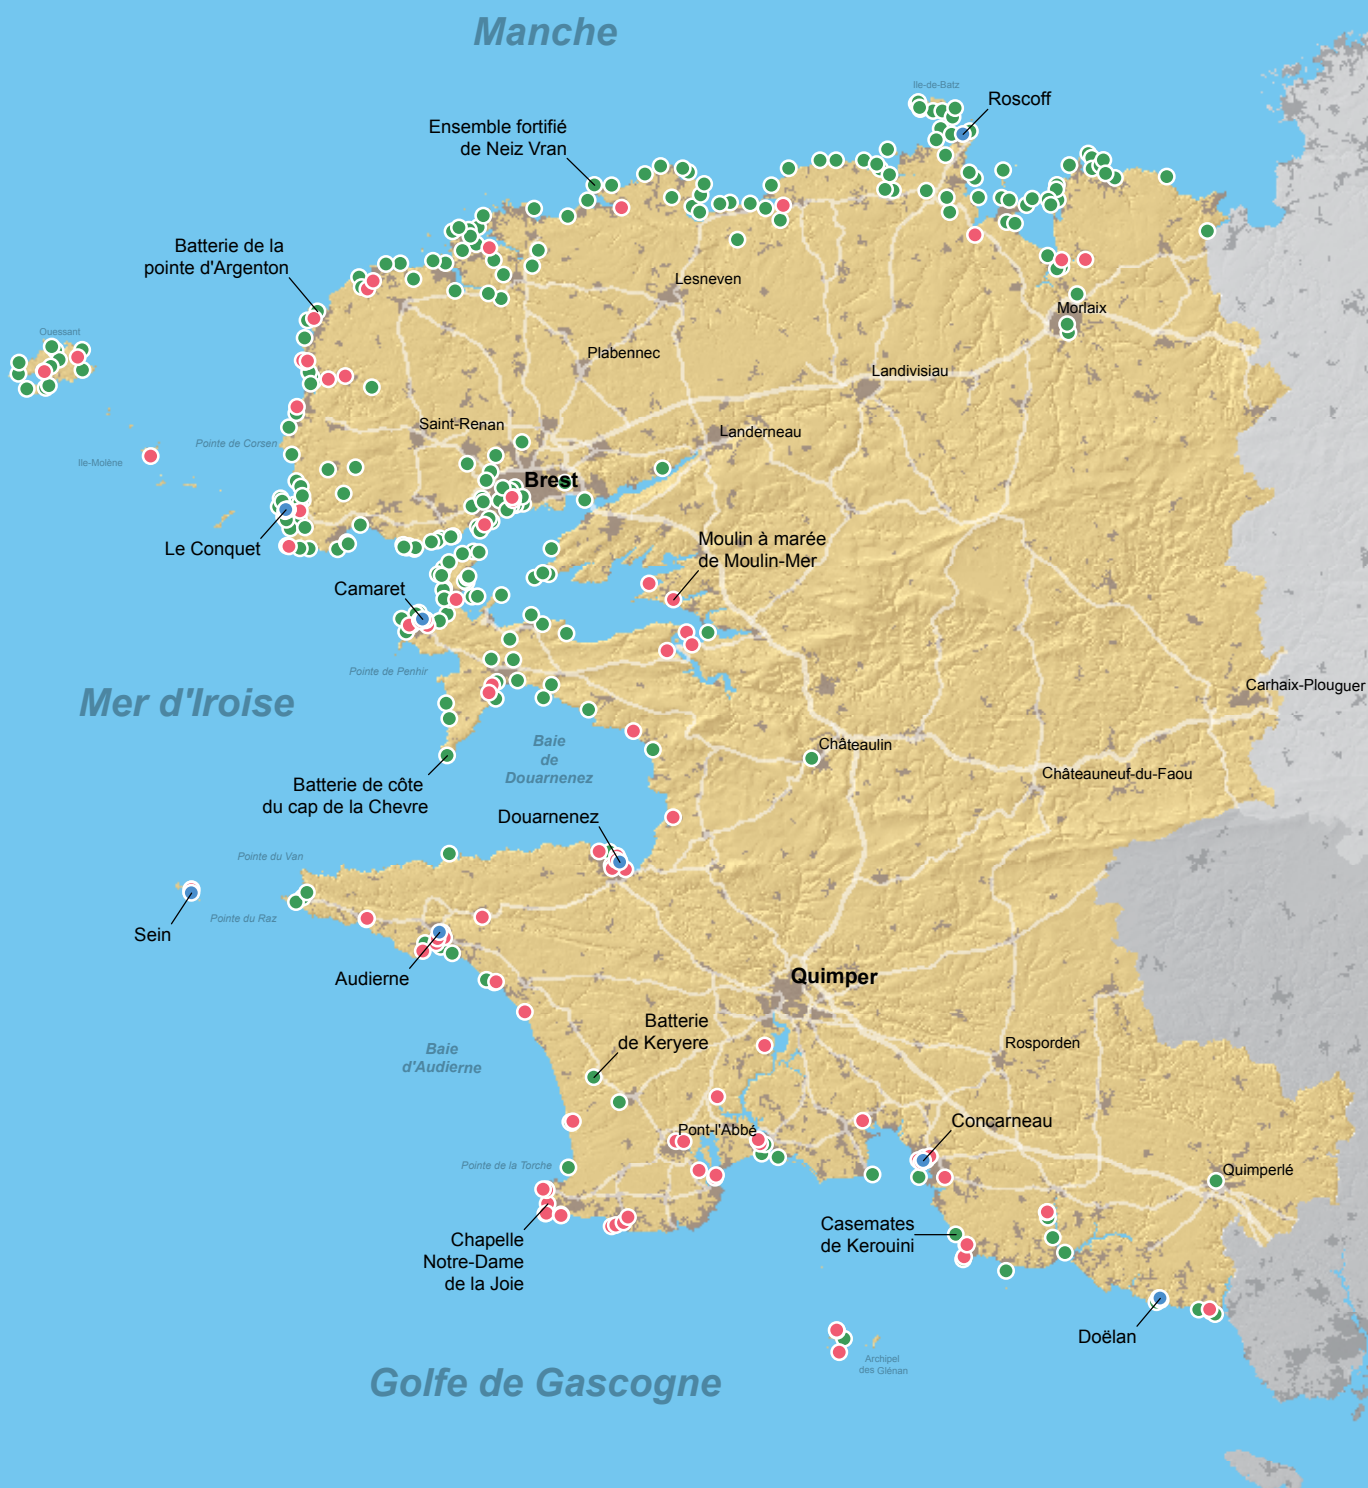 Manche
Ile-de-Batz
Roscoff
Ensemble fortifié
de Neiz Vran
Batterie de la
pointe d'Argenton
Lesneven
Morlaix
Ouessant
Plabennec
Landivisiau
Saint-Renan
Landerneau
Pointe de Corsen
Ile-Molène
Brest
Le Conquet
Moulin à marée
de Moulin-Mer
Camaret
Pointe de Penhir
Carhaix-Plouguer
Mer d'Iroise
Baie
de
Douarnenez
Châteaulin
Châteauneuf-du-Faou
Batterie de côte
du cap de la Chevre
Douarnenez
Pointe du Van
Pointe du Raz
Sein
Audierne
Quimper
Batterie
de Keryere
Rosporden
Baie
d'Audierne
Concarneau
Pont-l'Abbé
Pointe de la Torche
Quimperlé
Chapelle
Notre-Dame
de la Joie
Casemates
de Kerouini
Doëlan
Archipel
des Glénan
Golfe de Gascogne